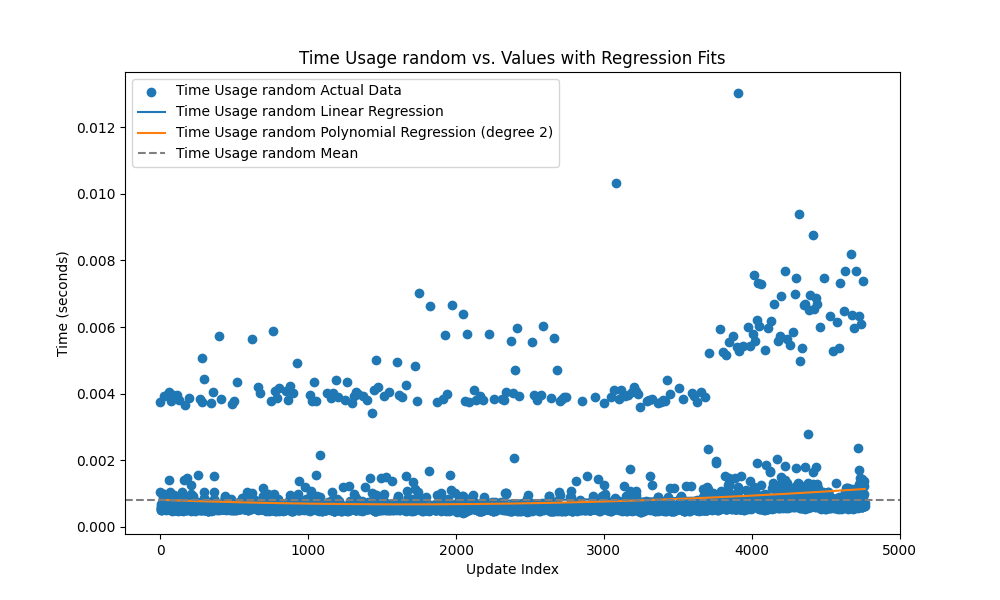 Time Usage random vs. Values with Regression Fits
Time Usage random Actual Data
Time Usage random Linear Regression
Time Usage random Polynomial Regression (degree 2)
Time Usage random Mean
Time (seconds)
0.012
0.010
0.008
0.006
0.004
0.002
0.000
0 1000 2000 3000 4000 5000
Update Index